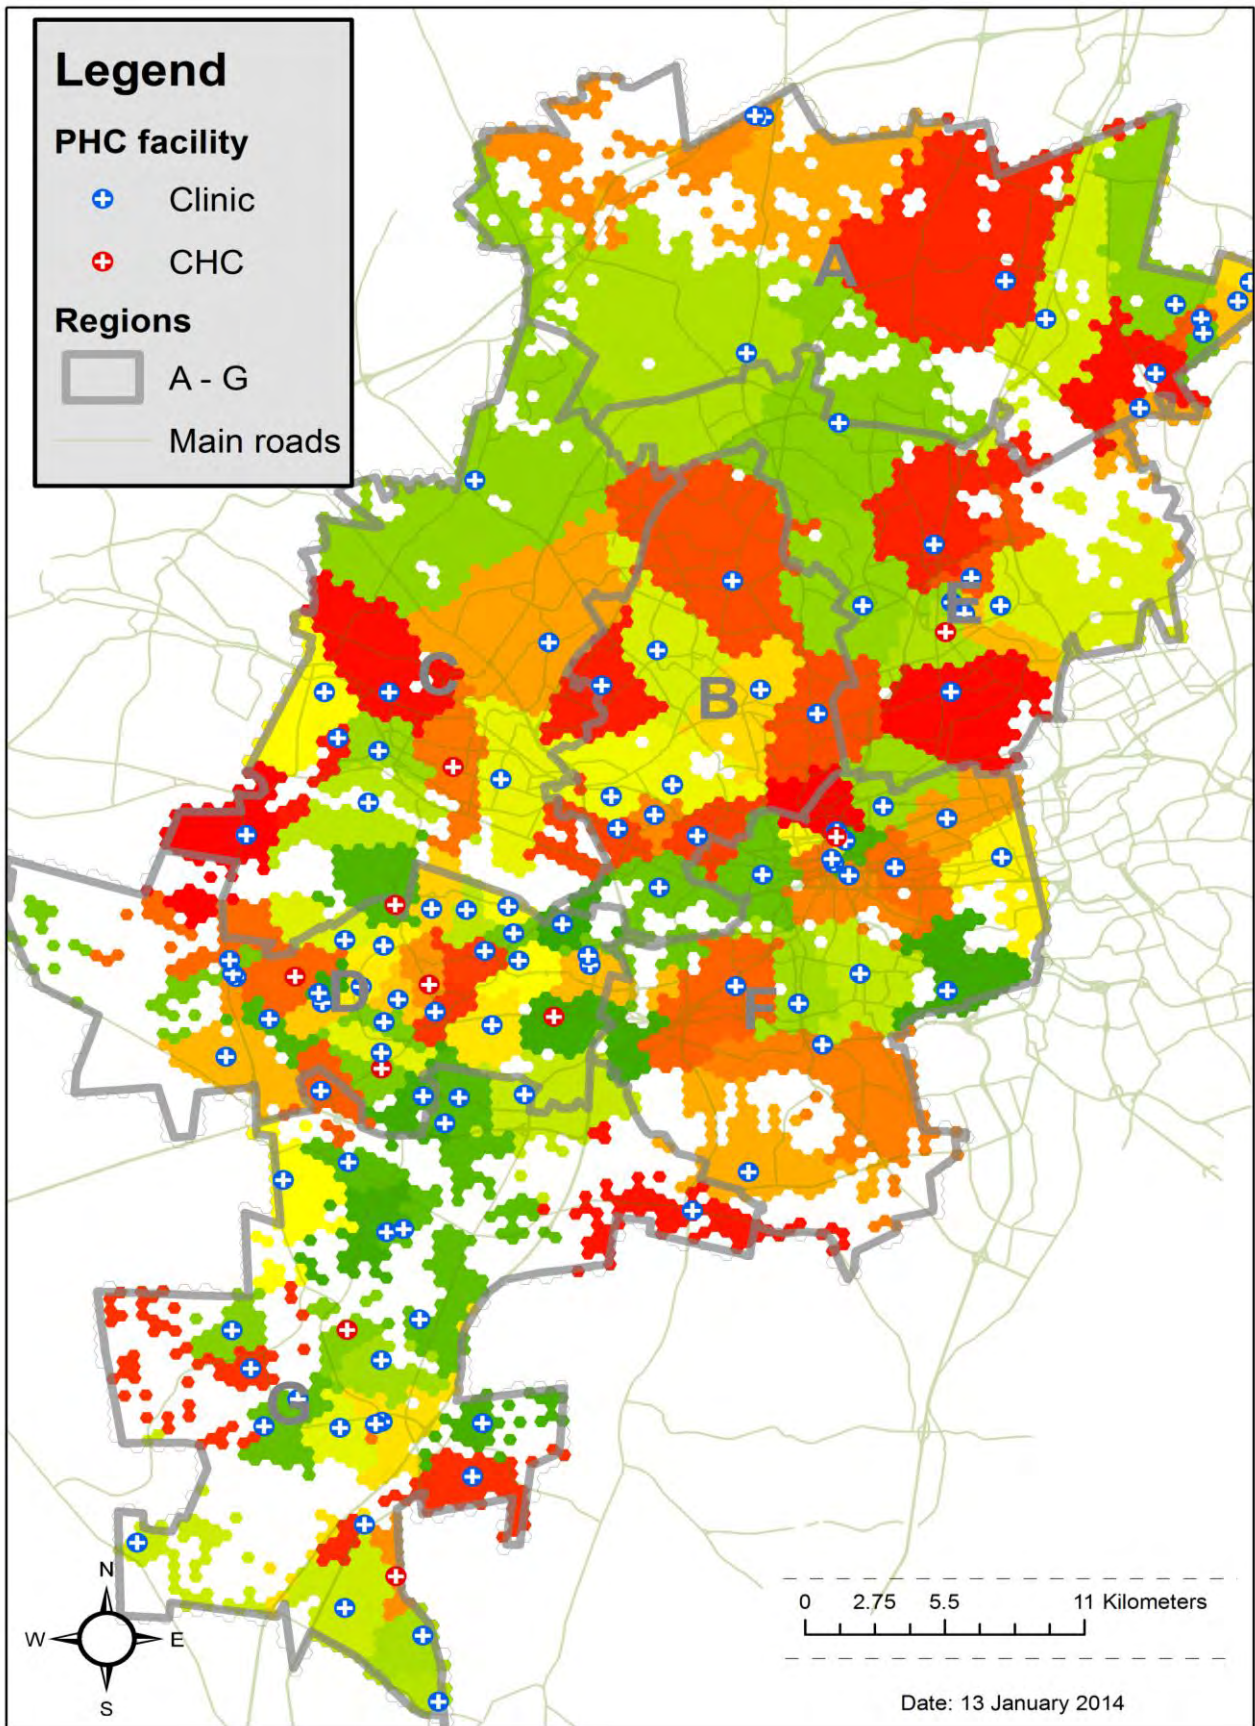 Legend
PHC facility
Clinic
CHC
Regions
A - G
Main roads
A
E
C
B
D
F
G
N
W E
S
0 2.75 5.5 11 Kilometers
Date: 13 January 2014